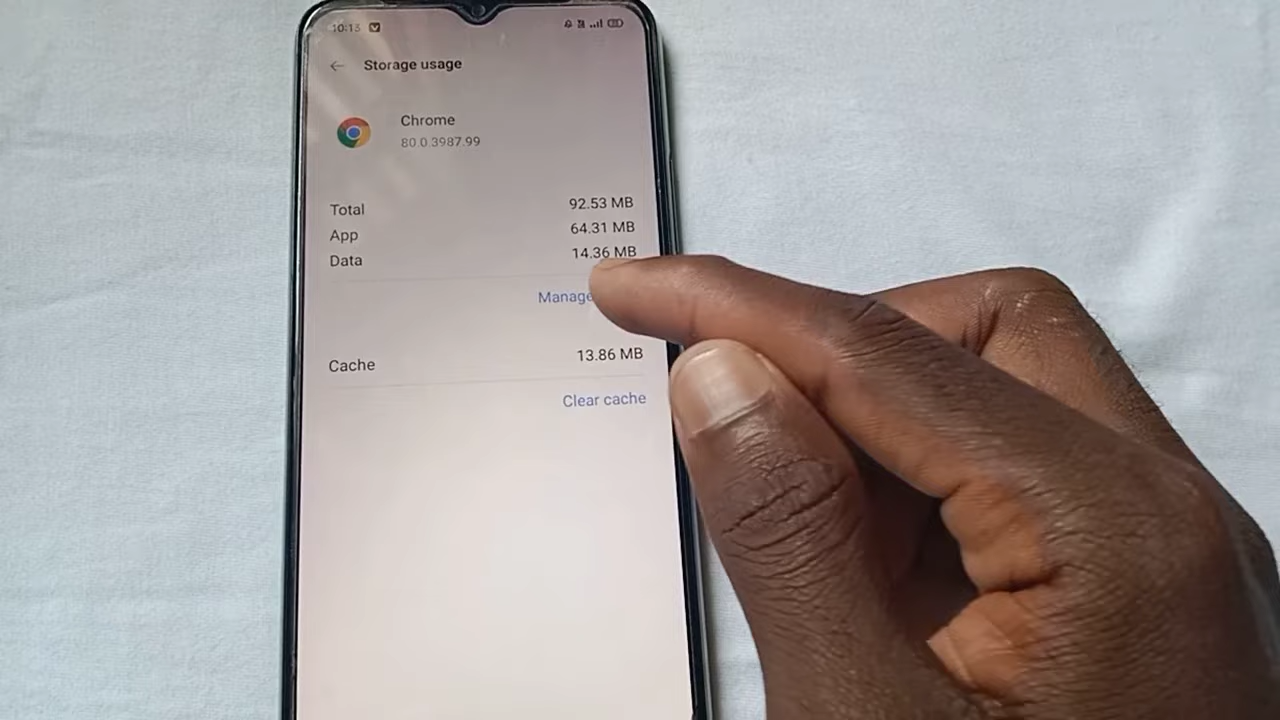 10:13
Storage usage
Chrome
80.0.3987.99
Total 92.53 MB
App 64.31 MB
Data 14.36 MB
Manage
Cache 13.86 MB
Clear cache